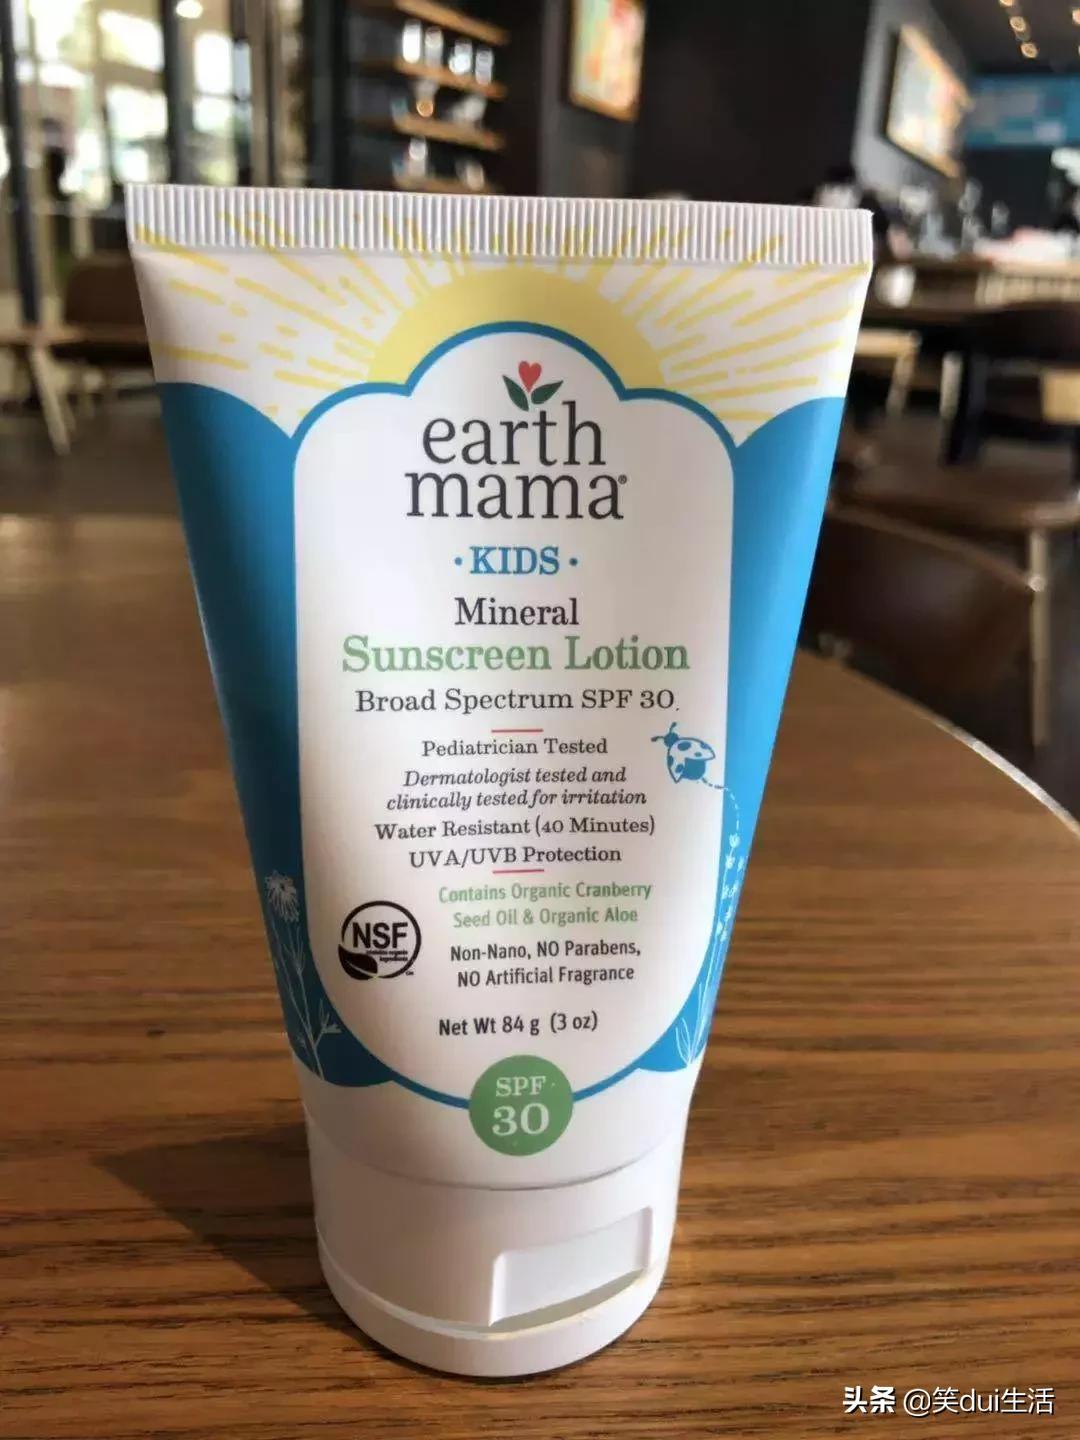 earth
mama®
·KIDS·
Mineral
Sunscreen Lotion
Broad Spectrum SPF 30.
Pediatrician Tested
Dermatologist tested and
clinically tested for irritation
Water Resistant (40 Minutes)
UVA/UVB Protection
Contains Organic Cranberry
Seed Oil & Organic Aloe
NSF
Non-Nano, NO Parabens,
NO Artificial Fragrance
Net Wt 84 g (3 oz)
SPF
30
头条 @笑dui生活